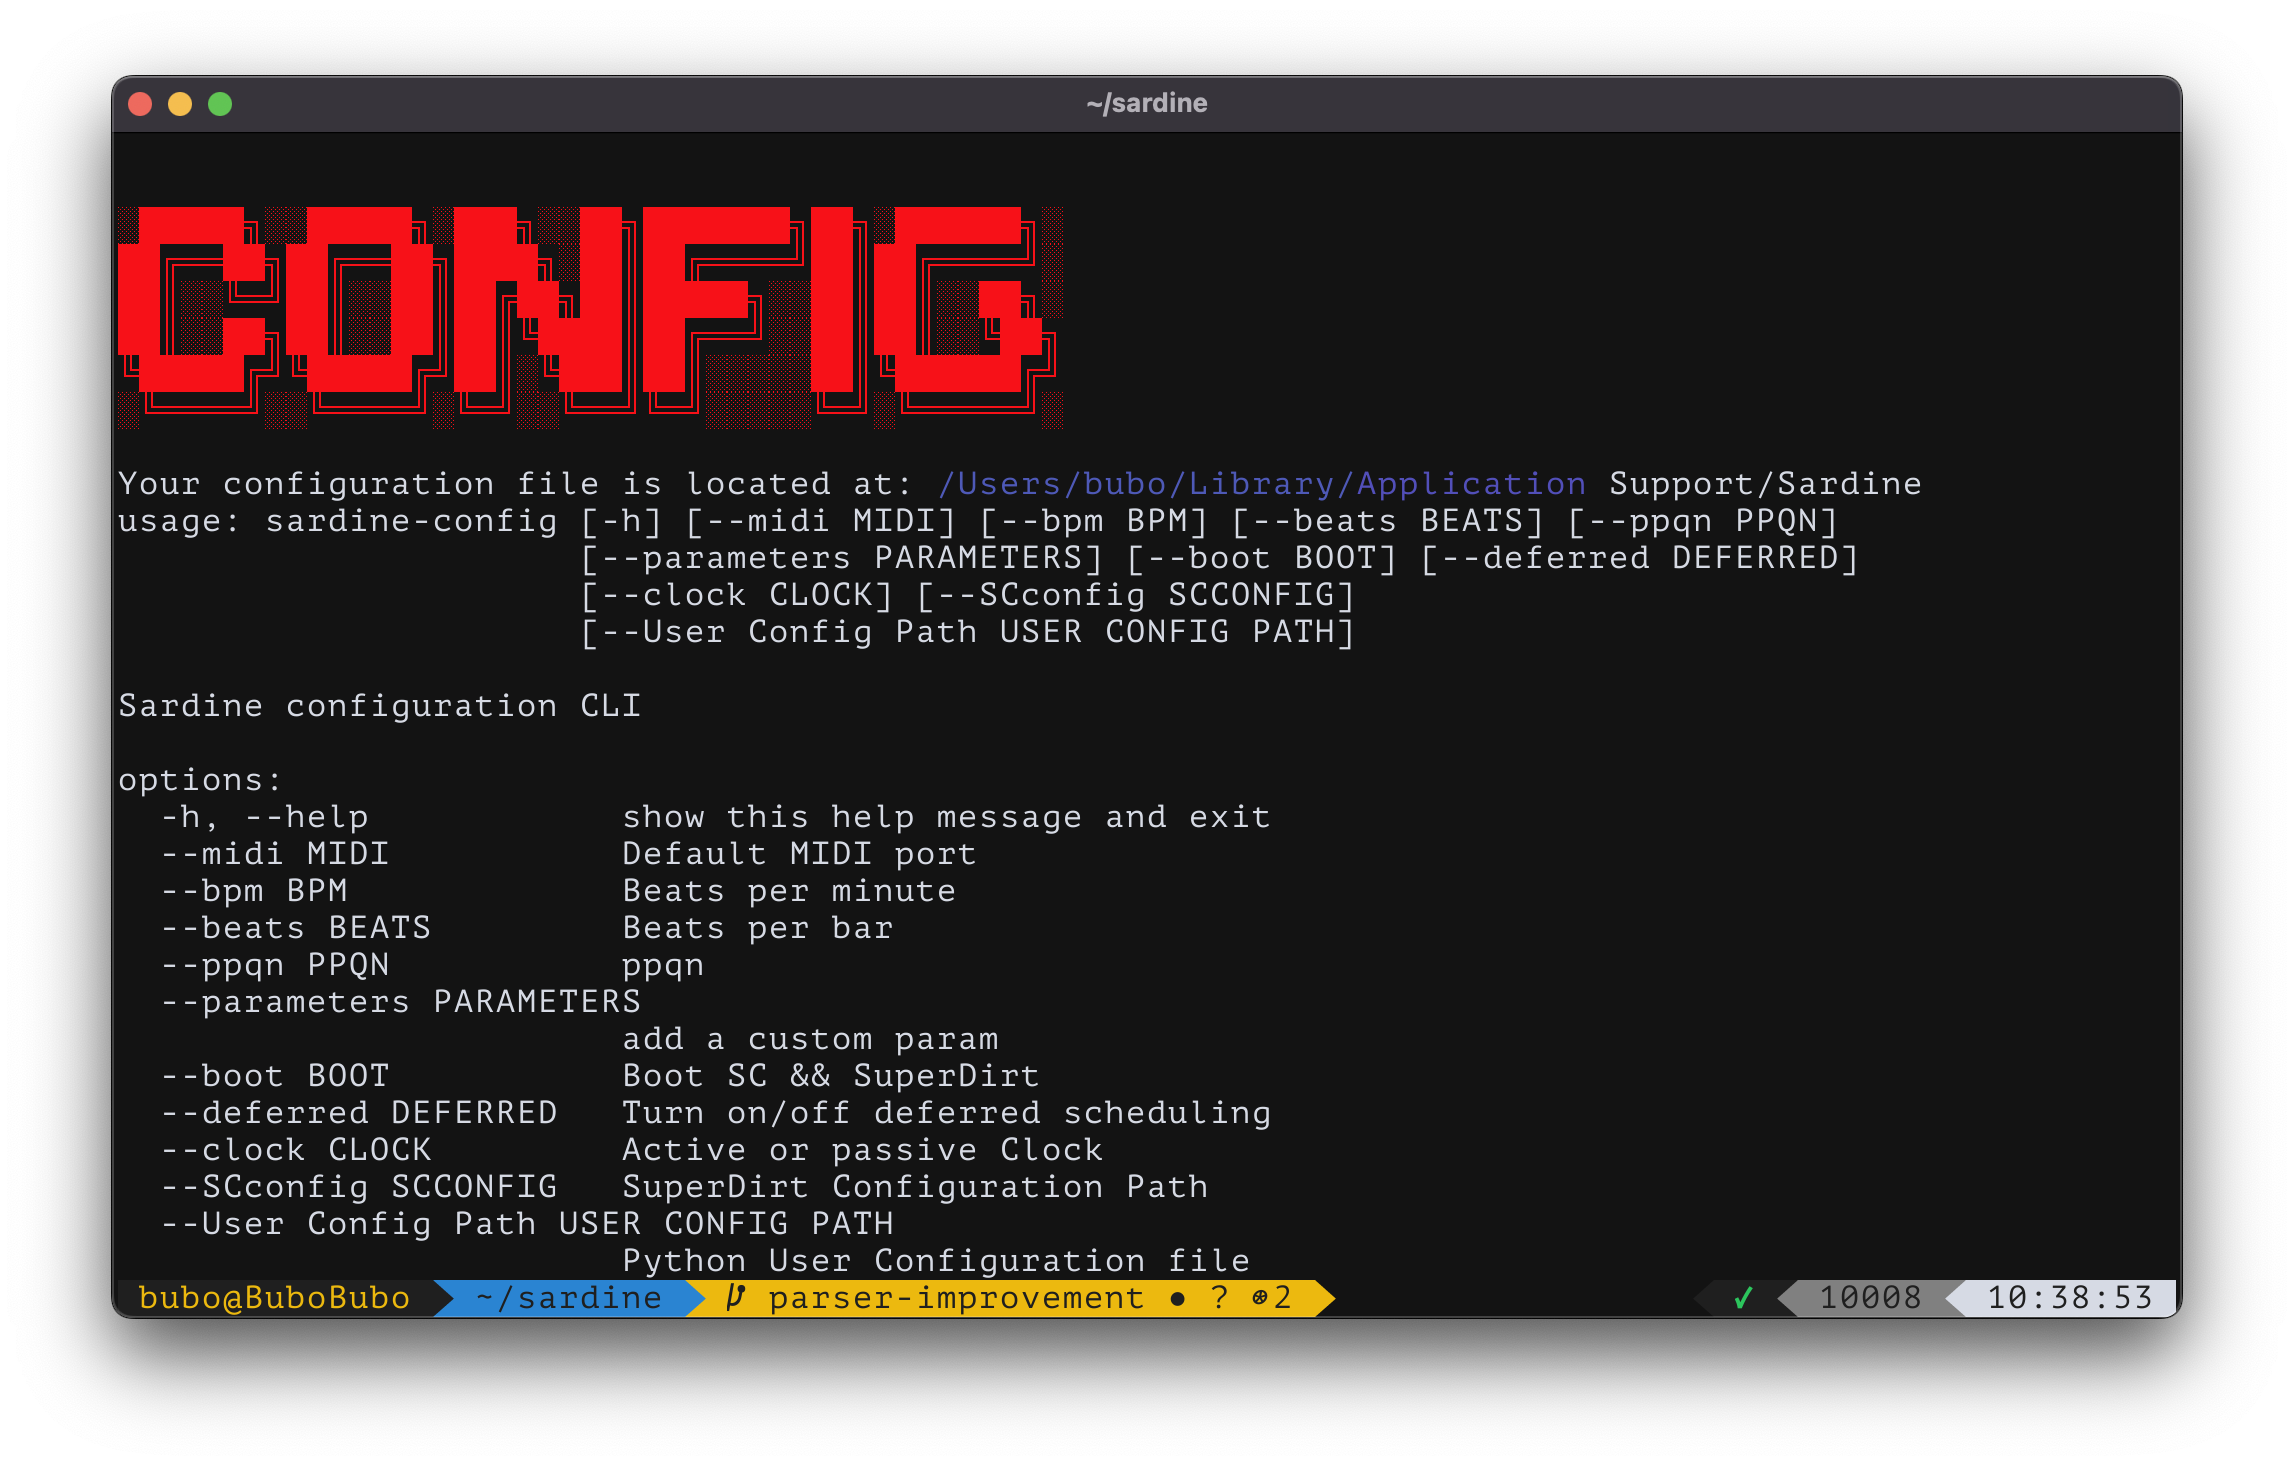 ~/sardine
CONFIG
Your configuration file is located at: /Users/bubo/Library/Application Support/Sardine
usage: sardine-config [-h] [--midi MIDI] [--bpm BPM] [--beats BEATS] [--ppqn PPQN]
[--parameters PARAMETERS] [--boot BOOT] [--deferred DEFERRED]
[--clock CLOCK] [--SCconfig SCCONFIG]
[--User Config Path USER CONFIG PATH]
Sardine configuration CLI
options:
-h, --help show this help message and exit
--midi MIDI Default MIDI port
--bpm BPM Beats per minute
--beats BEATS Beats per bar
--ppqn PPQN ppqn
--parameters PARAMETERS
add a custom param
--boot BOOT Boot SC && SuperDirt
--deferred DEFERRED Turn on/off deferred scheduling
--clock CLOCK Active or passive Clock
--SCconfig SCCONFIG SuperDirt Configuration Path
--User Config Path USER CONFIG PATH
Python User Configuration file
bubo@BuboBubo ~/sardine parser-improvement ● ? ⊛2 ✓ 10008 10:38:53